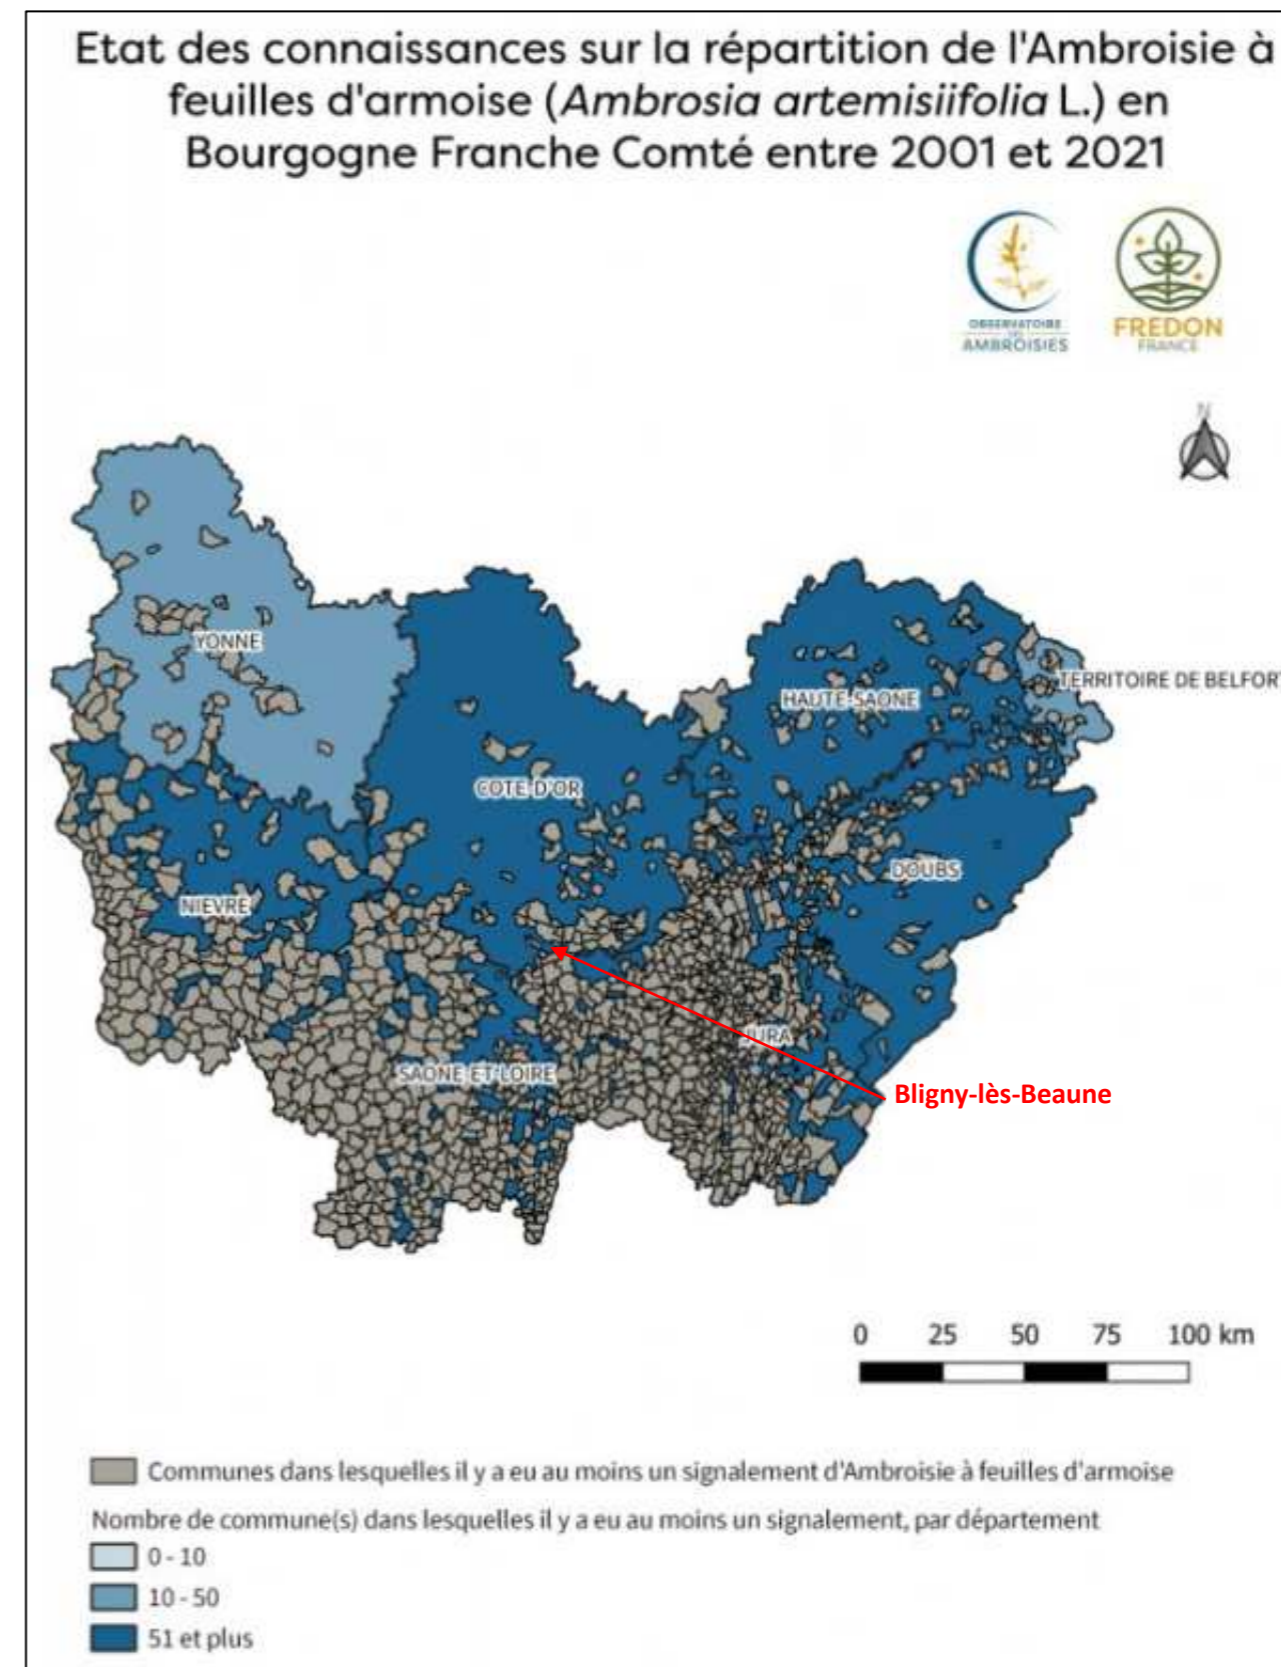 Etat des connaissances sur la répartition de l'Ambroisie à
feuilles d'armoise (Ambrosia artemisiifolia L.) en
Bourgogne Franche Comté entre 2001 et 2021
OBSERVATOIRE
DES
AMBROISIES
FREDON
FRANCE
N
YONNE
TERRITOIRE DE BELFORT
HAUTE-SAONE
COTE D'OR
DOUBS
NIEVRE
JURA
SAONE-ET-LOIRE
Bligny-lès-Beaune
0 25 50 75 100 km
Communes dans lesquelles il y a eu au moins un signalement d'Ambroisie à feuilles d'armoise
Nombre de commune(s) dans lesquelles il y a eu au moins un signalement, par département
0 - 10
10 - 50
51 et plus